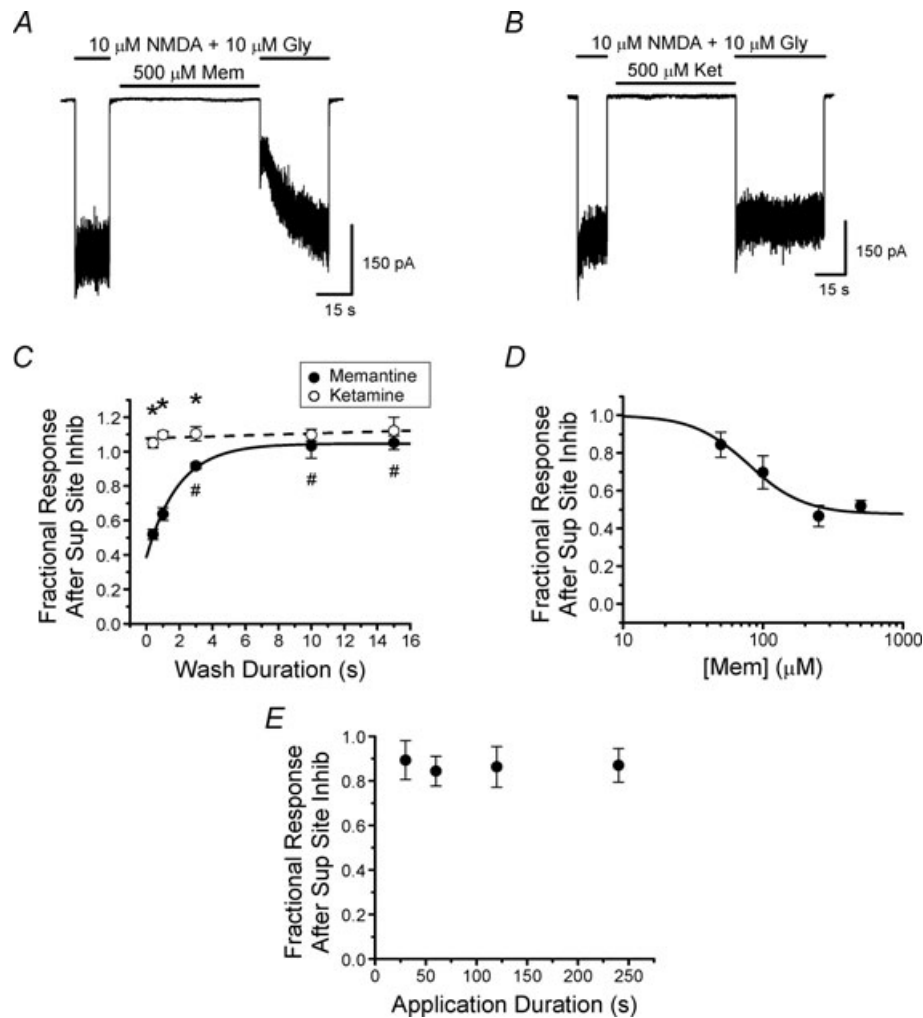 A
10 μM NMDA + 10 μM Gly
500 μM Mem
150 pA
15 s
B
10 μM NMDA + 10 μM Gly
500 μM Ket
150 pA
15 s
C
Memantine
Ketamine
Fractional Response
After Sup Site Inhib
1.2
1.0
0.8
0.6
0.4
0.2
0.0
* * *
# # #
0 2 4 6 8 10 12 14 16
Wash Duration (s)
D
Fractional Response
After Sup Site Inhib
1.0
0.8
0.6
0.4
0.2
0.0
10 100 1000
[Mem] (μM)
E
Fractional Response
After Sup Site Inhib
1.0
0.8
0.6
0.4
0.2
0.0
0 50 100 150 200 250
Application Duration (s)